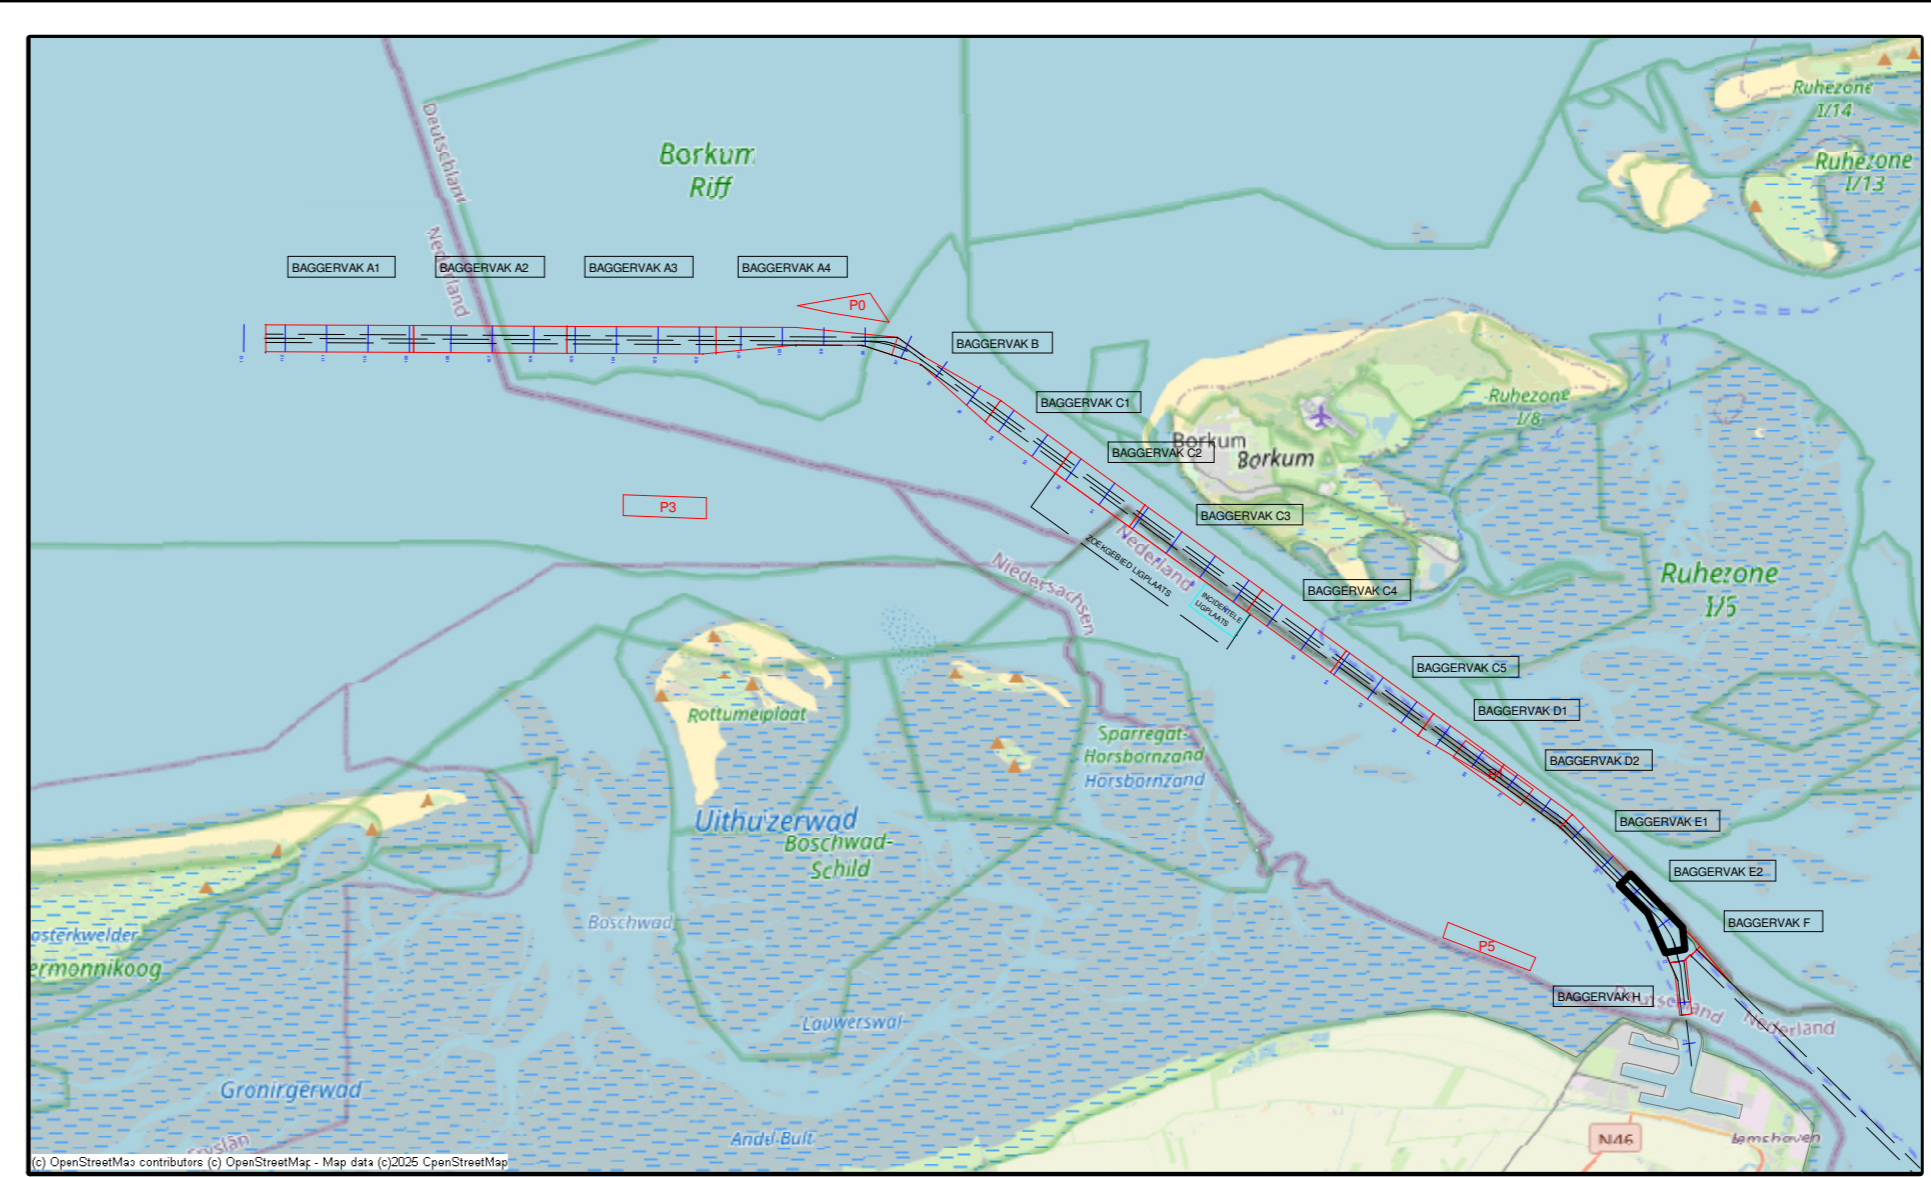 Deutschland
Nederland
Borkum
Riff
Ruhezone
I/14
Ruhezone
I/13
BAGGERVAK A1
BAGGERVAK A2
BAGGERVAK A3
BAGGERVAK A4
P0
BAGGERVAK B
BAGGERVAK C1
Ruhezone
I/8
Borkum
Borkum
BAGGERVAK C2
P3
BAGGERVAK C3
Nederland
ZOEKGEBIED LIGPLAATS
Niedersachsen
INCIDENTELE
LIGPLAATS
BAGGERVAK C4
Ruhezone
I/5
BAGGERVAK C5
Rottumerplaat
BAGGERVAK D1
Sparregat-
Horsbornzand
Horsbornzand
BAGGERVAK D2
Uithuizerwad
Boschwad-
Schild
BAGGERVAK E1
BAGGERVAK E2
Boschwad
BAGGERVAK F
P5
osterkwelder
ermonnikoog
BAGGERVAK H
Lauwerswal
Nederland
Groningerwad
Andel-Bult
N46
Eemshaven
(c) OpenStreetMap contributors (c) OpenStreetMap - Map data (c)2025 OpenStreetMap